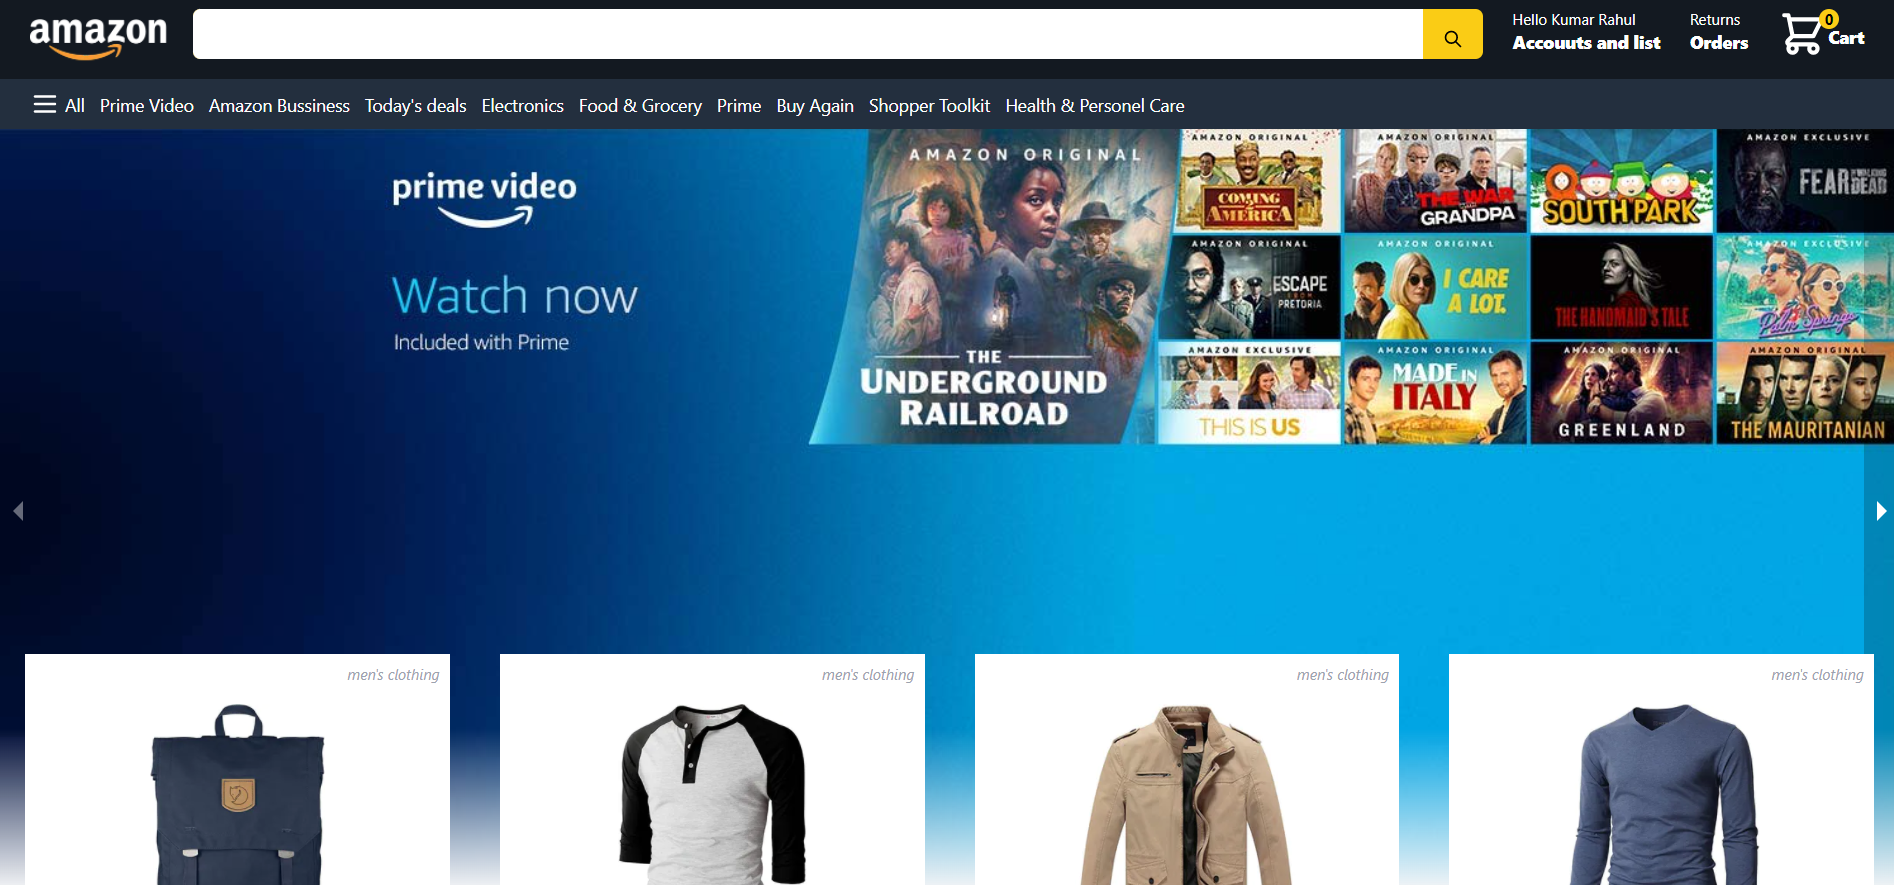 amazon
Hello Kumar Rahul
Accouuts and list
Returns
Orders
0
Cart
All Prime Video Amazon Bussiness Today's deals Electronics Food & Grocery Prime Buy Again Shopper Toolkit Health & Personel Care
prime video
Watch now
Included with Prime
AMAZON ORIGINAL
THE
UNDERGROUND
RAILROAD
AMAZON ORIGINAL
COMING
2
AMERICA
AMAZON ORIGINAL
THE WAR
WITH
GRANDPA
SOUTH PARK
AMAZON EXCLUSIVE
FEAR THE WALKING DEAD
AMAZON ORIGINAL
ESCAPE
FROM
PRETORIA
AMAZON ORIGINAL
I CARE
A LOT.
THE HANDMAID'S TALE
AMAZON EXCLUSIVE
Palm Springs
AMAZON EXCLUSIVE
THIS IS US
AMAZON ORIGINAL
MADE IN
ITALY
AMAZON ORIGINAL
GREENLAND
AMAZON ORIGINAL
THE MAURITANIAN
men's clothing
men's clothing
men's clothing
men's clothing